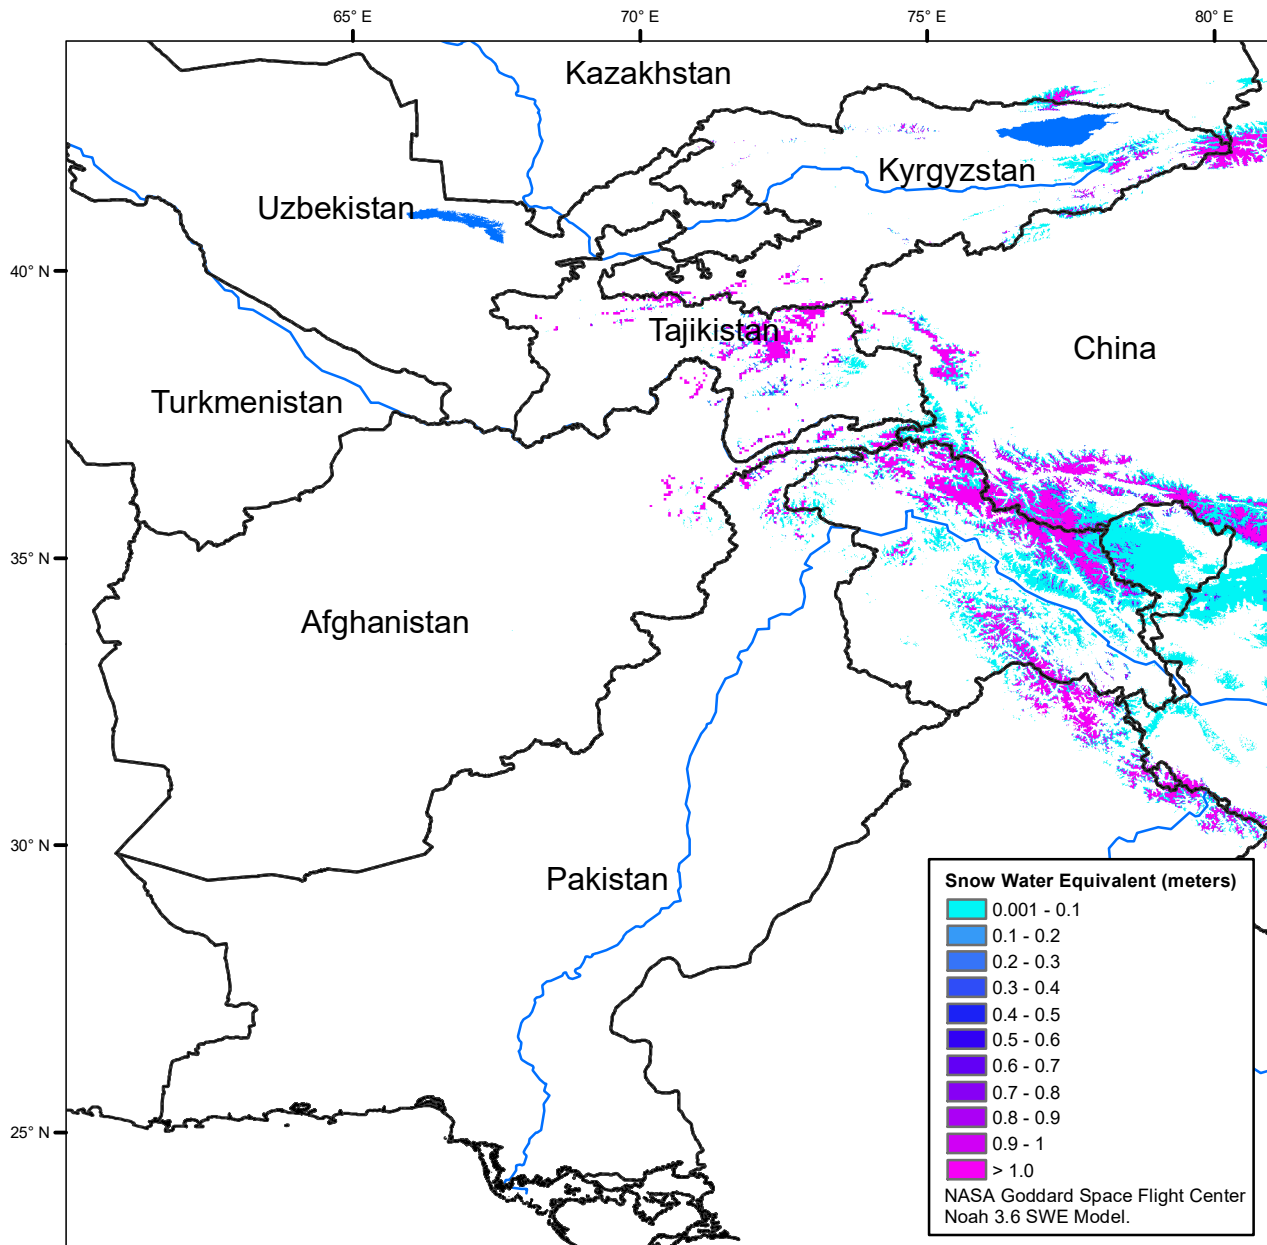 65° E
70° E
75° E
80° E
Kazakhstan
Kyrgyzstan
Uzbekistan
40° N
Tajikistan
China
Turkmenistan
35° N
Afghanistan
30° N
Pakistan
25° N
Snow Water Equivalent (meters)
0.001 - 0.1
0.1 - 0.2
0.2 - 0.3
0.3 - 0.4
0.4 - 0.5
0.5 - 0.6
0.6 - 0.7
0.7 - 0.8
0.8 - 0.9
0.9 - 1
> 1.0
NASA Goddard Space Flight Center
Noah 3.6 SWE Model.